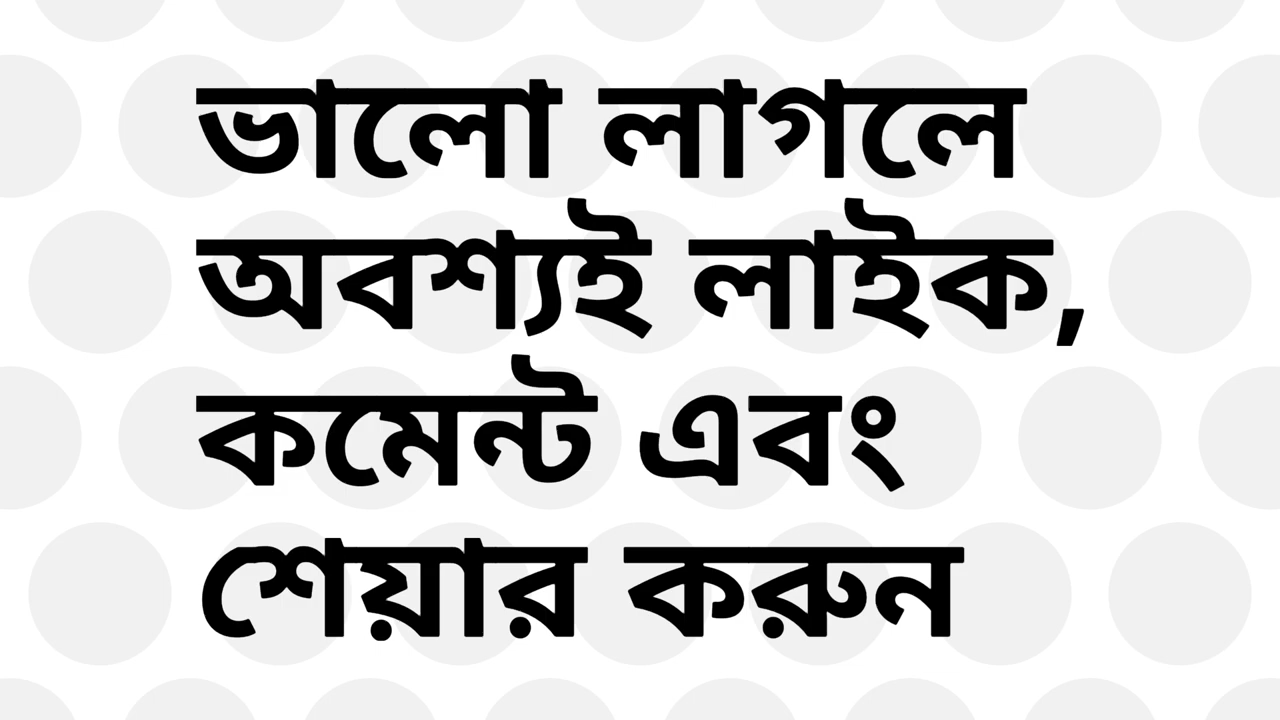 ভালো লাগলে
অবশ্যই লাইক,
কমেন্ট এবং
শেয়ার করুন